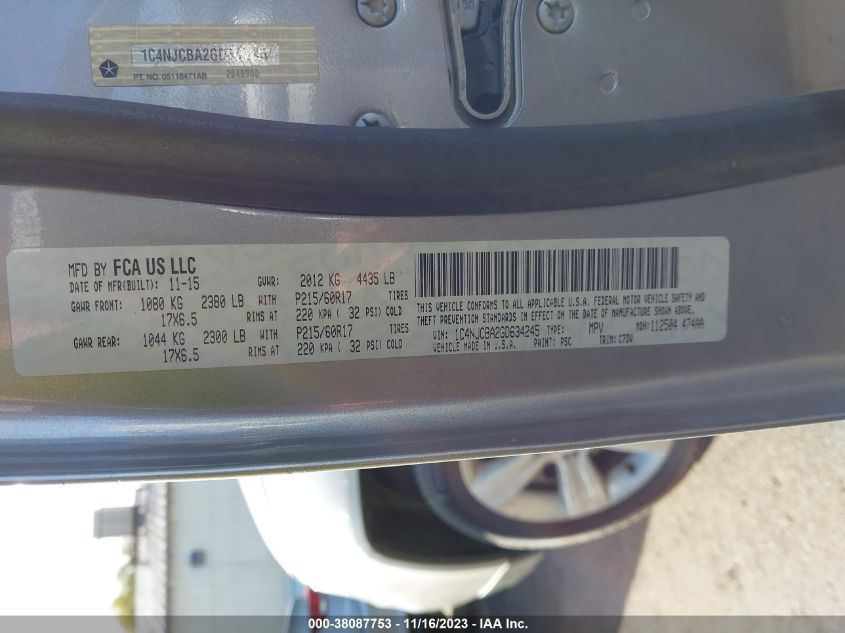 1C4NJCBA2GD
PT. NO. 05116471AB 2848900
MFD BY FCA US LLC
DATE OF MFR(BUILT): 11-15 GVWR: 2012 KG 4435 LB
GAWR FRONT: 1080 KG 2380 LB WITH P215/60R17 TIRES
17X6.5 RIMS AT 220 KPA ( 32 PSI) COLD
GAWR REAR: 1044 KG 2300 LB WITH P215/60R17 TIRES
17X6.5 RIMS AT 220 KPA ( 32 PSI) COLD
THIS VEHICLE CONFORMS TO ALL APPLICABLE U.S.A. FEDERAL MOTOR VEHICLE SAFETY AND
THEFT PREVENTION STANDARDS IN EFFECT ON THE DATE OF MANUFACTURE SHOWN ABOVE.
VIN: 1C4NJCBA2GD634245 TYPE: MPV MDH: 112504 474AA
VEHICLE MADE IN U.S.A. PAINT: PSC TRIM: C7DV
000-38087753 - 11/16/2023 - IAA Inc.